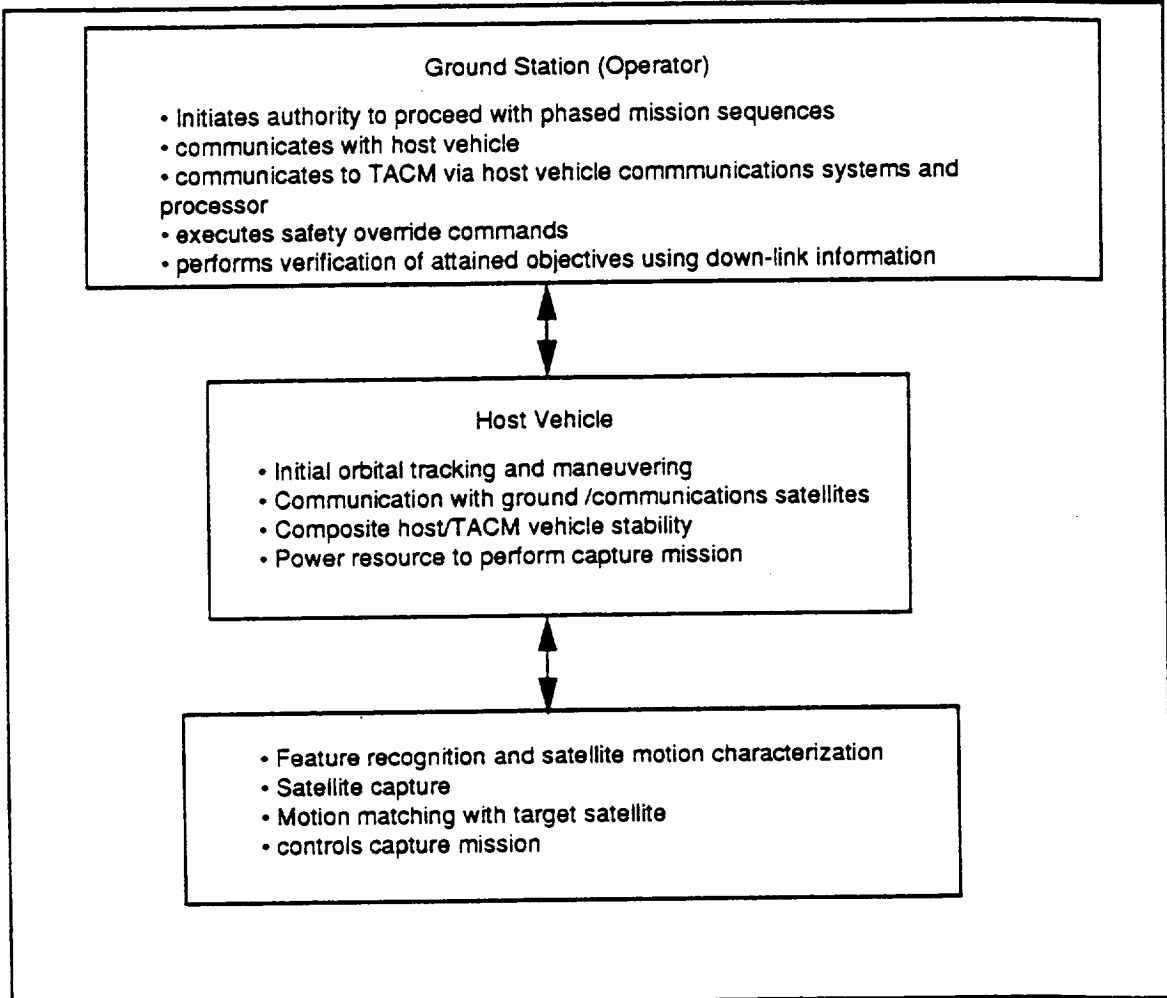 Ground Station (Operator)
• Initiates authority to proceed with phased mission sequences
• communicates with host vehicle
• communicates to TACM via host vehicle commmunications systems and
processor
• executes safety override commands
• performs verification of attained objectives using down-link information
Host Vehicle
• Initial orbital tracking and maneuvering
• Communication with ground /communications satellites
• Composite host/TACM vehicle stability
• Power resource to perform capture mission
• Feature recognition and satellite motion characterization
• Satellite capture
• Motion matching with target satellite
• controls capture mission